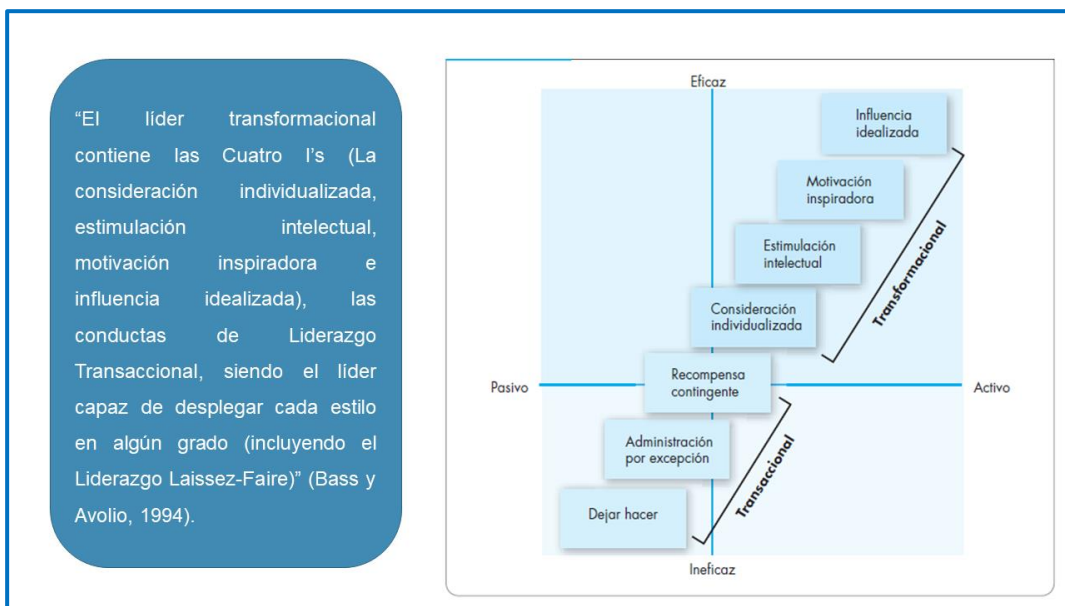 “El líder transformacional
contiene las Cuatro I’s (La
consideración individualizada,
estimulación intelectual,
motivación inspiradora e
influencia idealizada), las
conductas de Liderazgo
Transaccional, siendo el líder
capaz de desplegar cada estilo
en algún grado (incluyendo el
Liderazgo Laissez-Faire)” (Bass y
Avolio, 1994).
Eficaz
Influencia
idealizada
Motivación
inspiradora
Estimulación
intelectual
Consideración
individualizada
Transformacional
Pasivo
Recompensa
contingente
Activo
Administración
por excepción
Transaccional
Dejar hacer
Ineficaz